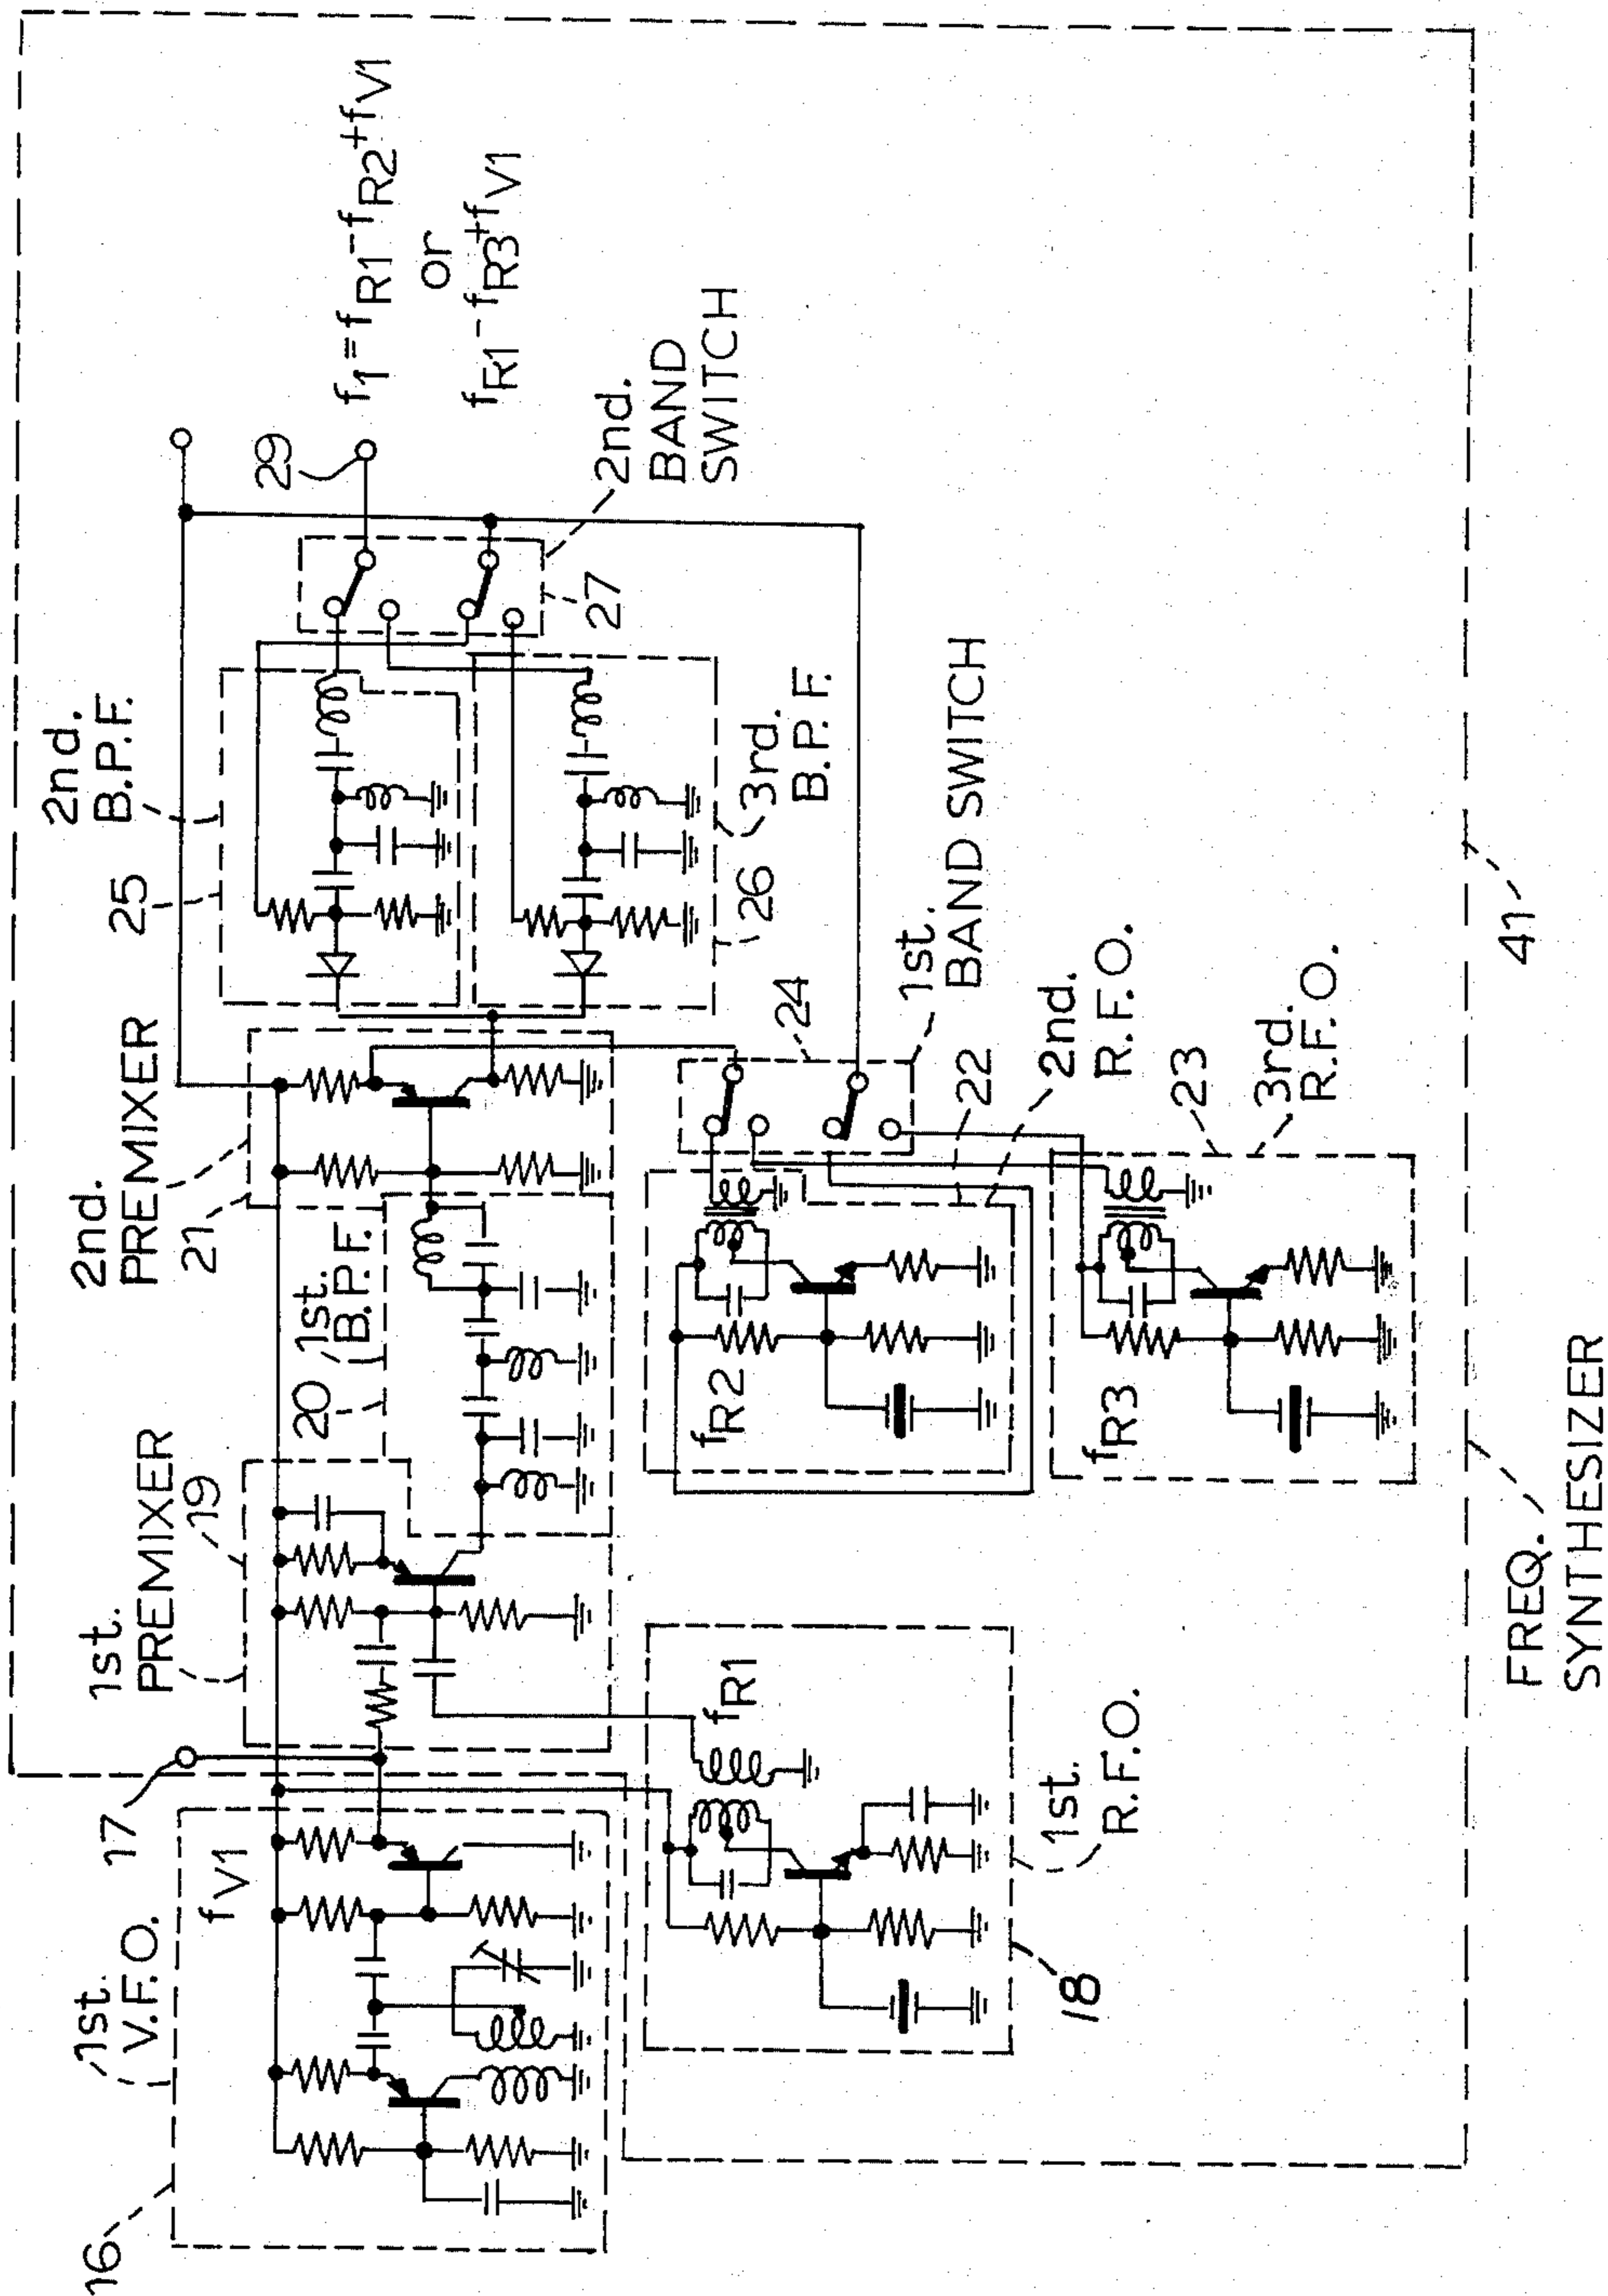 16
1st.
V.F.O.
fV1
17
1st.
PREMIXER
19
20
1st.
B.P.F.
2nd.
PREMIXER
21
25
2nd.
B.P.F.
29
f1=fR1-fR2+fV1
or
fR1-fR3+fV1
2nd.
BAND
SWITCH
27
26
3rd.
B.P.F.
24
1st.
BAND SWITCH
22
2nd.
R.F.O.
23
3rd.
R.F.O.
fR2
fR3
fR1
1st.
R.F.O.
18
41
FREQ.
SYNTHESIZER